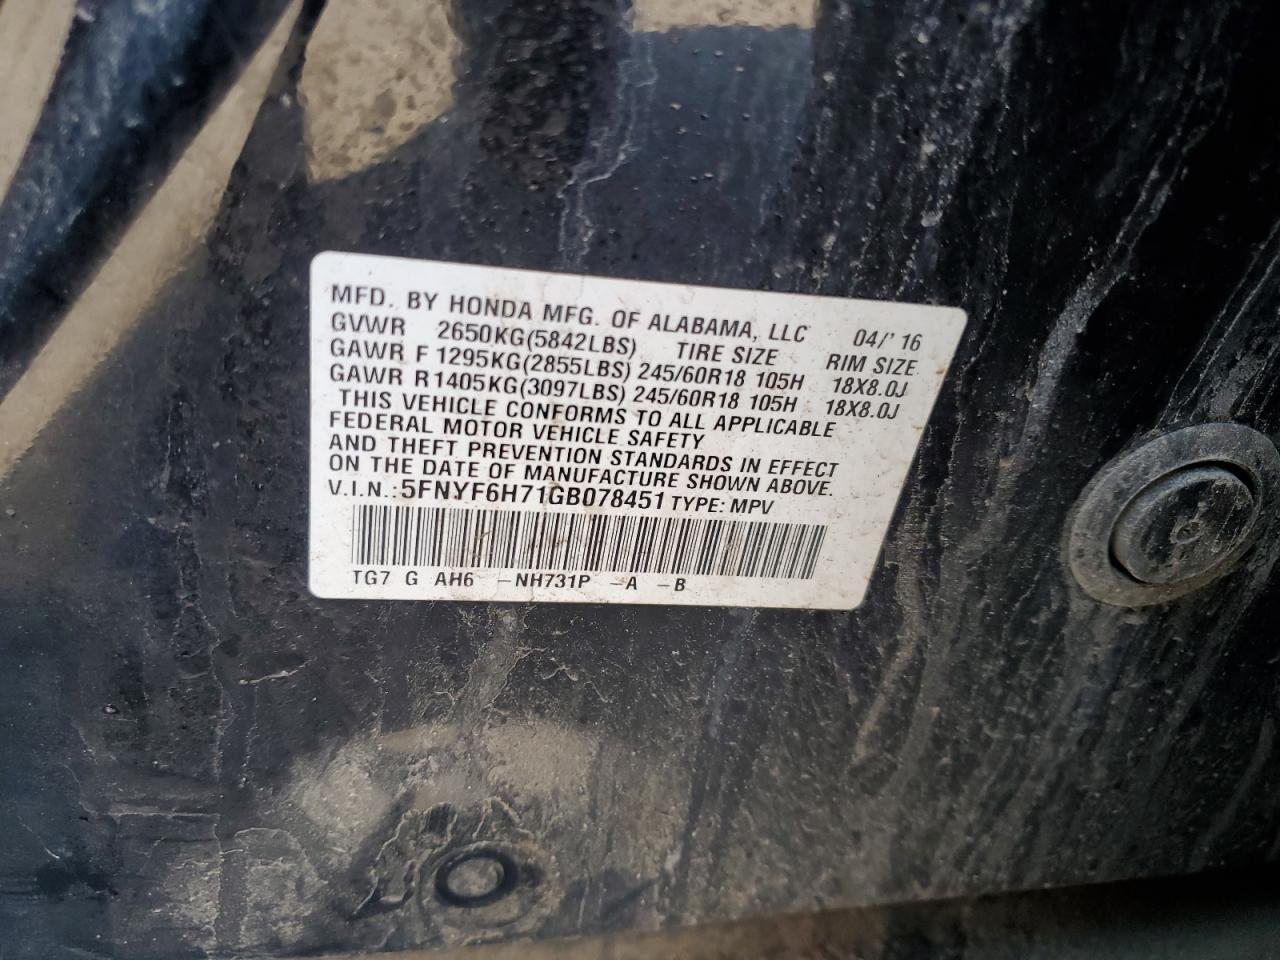 MFD. BY HONDA MFG. OF ALABAMA, LLC 04/'16
GVWR 2650KG(5842LBS) TIRE SIZE RIM SIZE
GAWR F 1295KG(2855LBS) 245/60R18 105H 18X8.0J
GAWR R1405KG(3097LBS) 245/60R18 105H 18X8.0J
THIS VEHICLE CONFORMS TO ALL APPLICABLE
FEDERAL MOTOR VEHICLE SAFETY
AND THEFT PREVENTION STANDARDS IN EFFECT
ON THE DATE OF MANUFACTURE SHOWN ABOVE.
V.I.N.:5FNYF6H71GB078451 TYPE: MPV
TG7 G AH6 -NH731P -A -B